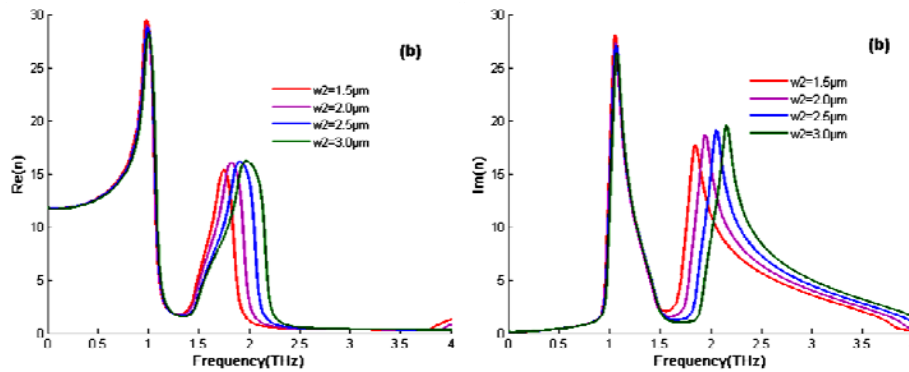 30
25
20
15
10
5
0
Re(n)
0
0.5
1
1.5
2
2.5
3
3.5
4
Frequency(THz)
(b)
w2=1.5μm
w2=2.0μm
w2=2.5μm
w2=3.0μm
30
25
20
15
10
5
0
Im(n)
0
0.5
1
1.5
2
2.5
3
3.5
Frequency(THz)
(b)
w2=1.5μm
w2=2.0μm
w2=2.5μm
w2=3.0μm